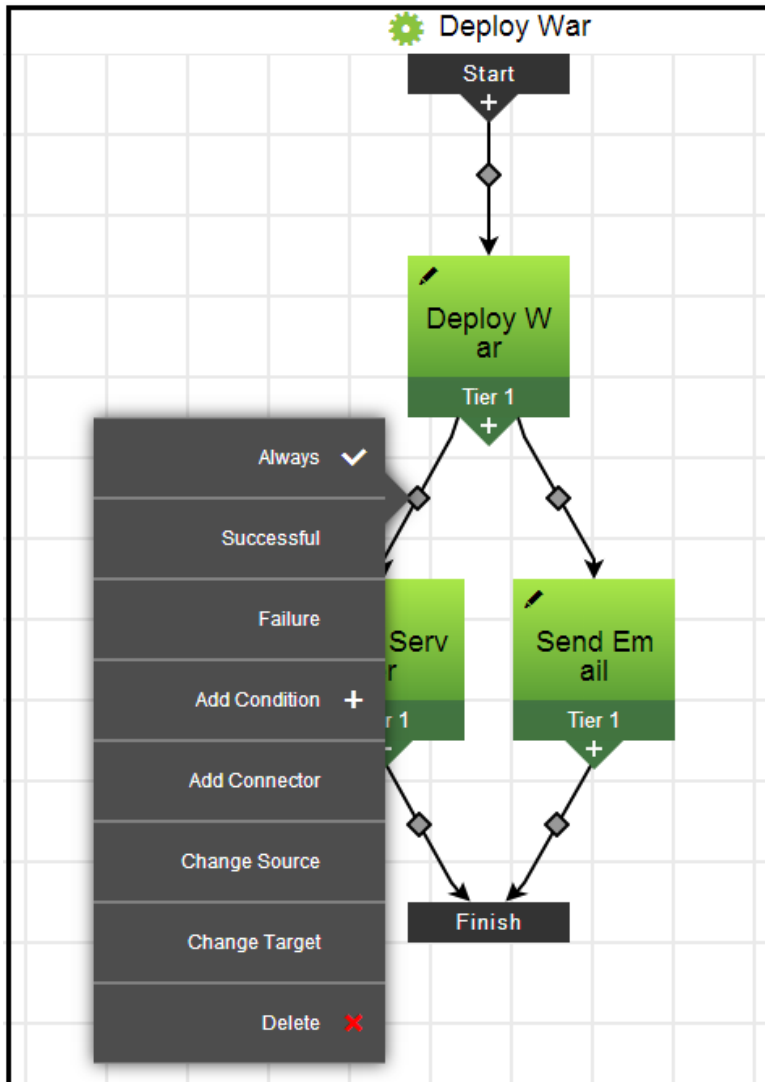 Deploy War
Start
Deploy W
ar
Tier 1
Always
Successful
Failure
Serv
r
Send Em
ail
Add Condition
r 1
Tier 1
Add Connector
Change Source
Change Target
Finish
Delete